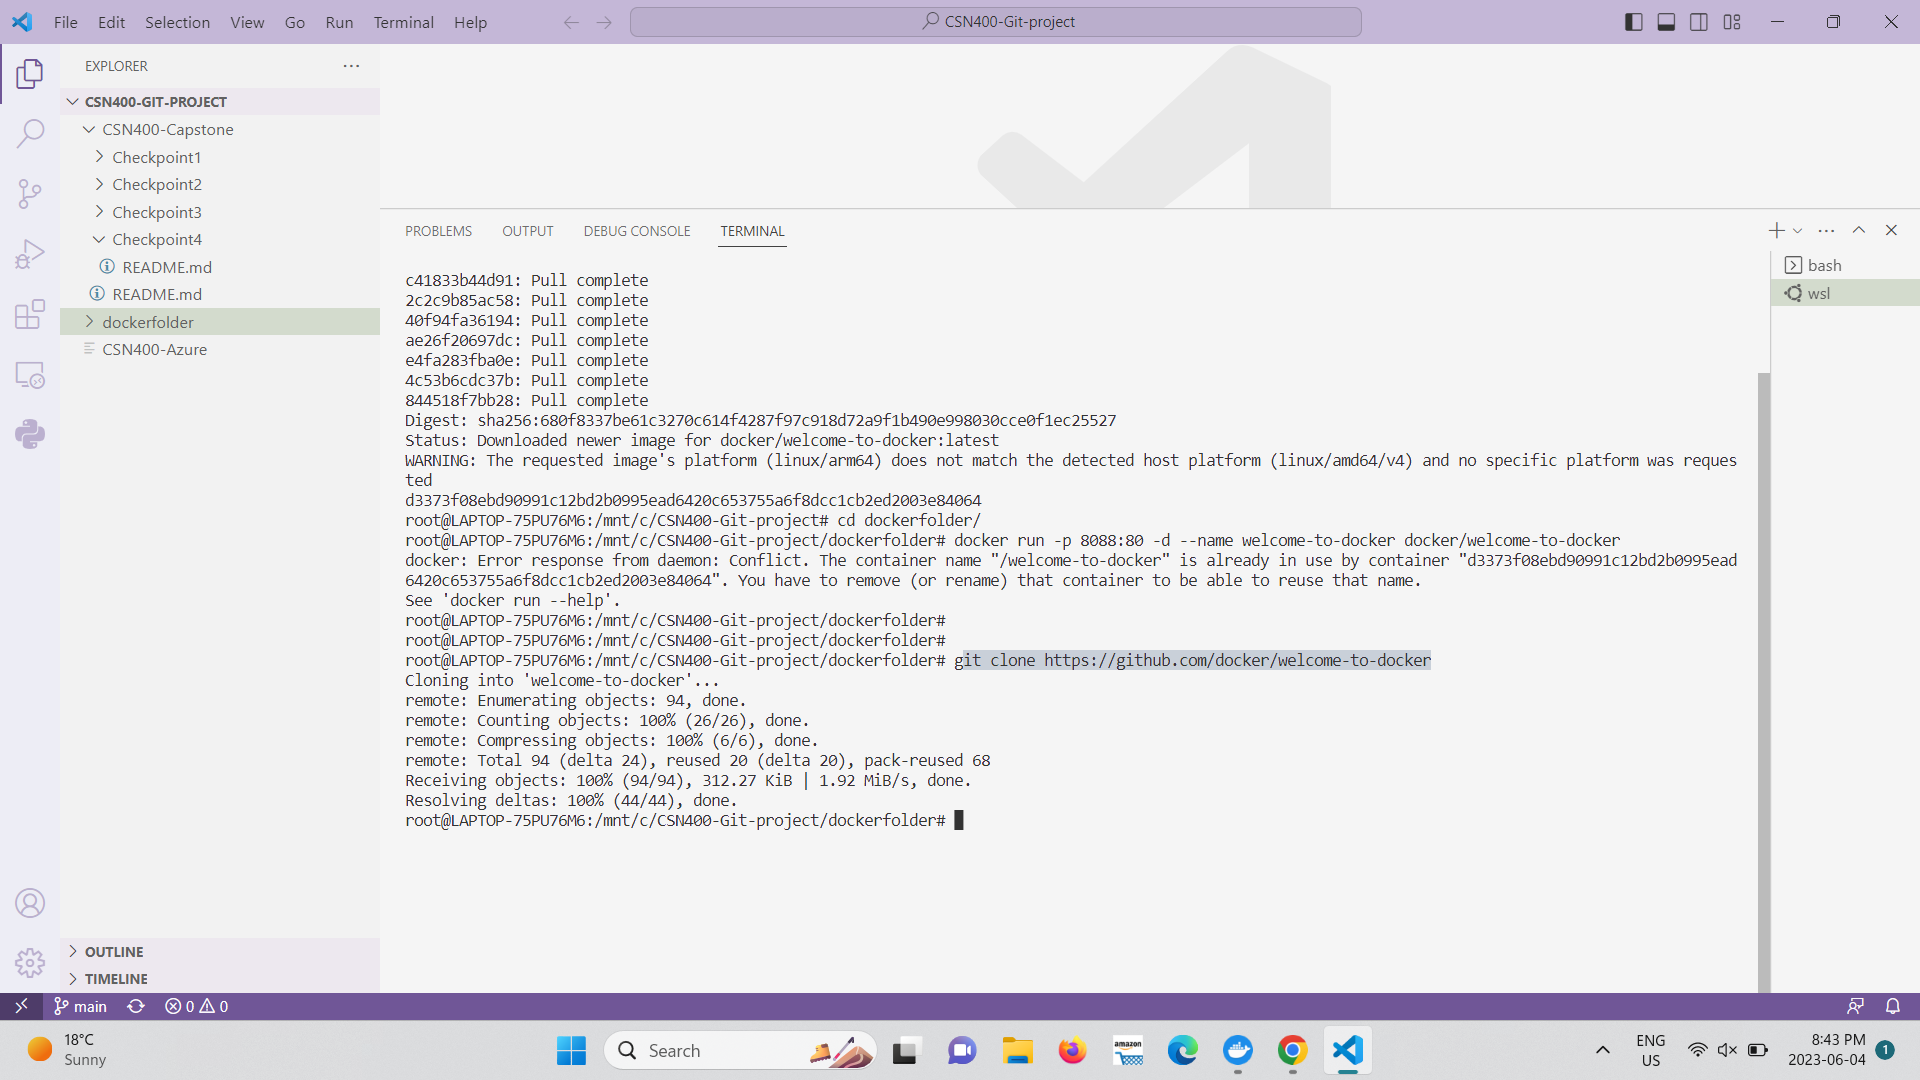 File Edit Selection View Go Run Terminal Help
CSN400-Git-project
EXPLORER
CSN400-GIT-PROJECT
CSN400-Capstone
Checkpoint1
Checkpoint2
Checkpoint3
Checkpoint4
README.md
README.md
dockerfolder
CSN400-Azure
OUTLINE
TIMELINE
PROBLEMS OUTPUT DEBUG CONSOLE TERMINAL
c41833b44d91: Pull complete
2c2c9b85ac58: Pull complete
40f94fa36194: Pull complete
ae26f20697dc: Pull complete
e4fa283fba0e: Pull complete
4c53b6cdc37b: Pull complete
844518f7bb28: Pull complete
Digest: sha256:680f8337be61c3270c614f4287f97c918d72a9f1b490e998030cce0f1ec25527
Status: Downloaded newer image for docker/welcome-to-docker:latest
WARNING: The requested image's platform (linux/arm64) does not match the detected host platform (linux/amd64/v4) and no specific platform was reques
ted
d3373f08ebd90991c12bd2b0995ead6420c653755a6f8dcc1cb2ed2003e84064
root@LAPTOP-75PU76M6:/mnt/c/CSN400-Git-project# cd dockerfolder/
root@LAPTOP-75PU76M6:/mnt/c/CSN400-Git-project/dockerfolder# docker run -p 8088:80 -d --name welcome-to-docker docker/welcome-to-docker
docker: Error response from daemon: Conflict. The container name "/welcome-to-docker" is already in use by container "d3373f08ebd90991c12bd2b0995ead
6420c653755a6f8dcc1cb2ed2003e84064". You have to remove (or rename) that container to be able to reuse that name.
See 'docker run --help'.
root@LAPTOP-75PU76M6:/mnt/c/CSN400-Git-project/dockerfolder#
root@LAPTOP-75PU76M6:/mnt/c/CSN400-Git-project/dockerfolder#
root@LAPTOP-75PU76M6:/mnt/c/CSN400-Git-project/dockerfolder# git clone https://github.com/docker/welcome-to-docker
Cloning into 'welcome-to-docker'...
remote: Enumerating objects: 94, done.
remote: Counting objects: 100% (26/26), done.
remote: Compressing objects: 100% (6/6), done.
remote: Total 94 (delta 24), reused 20 (delta 20), pack-reused 68
Receiving objects: 100% (94/94), 312.27 KiB | 1.92 MiB/s, done.
Resolving deltas: 100% (44/44), done.
root@LAPTOP-75PU76M6:/mnt/c/CSN400-Git-project/dockerfolder#
bash
wsl
main 0 0
18°C
Sunny
Search
amazon
ENG
US
8:43 PM
2023-06-04
1